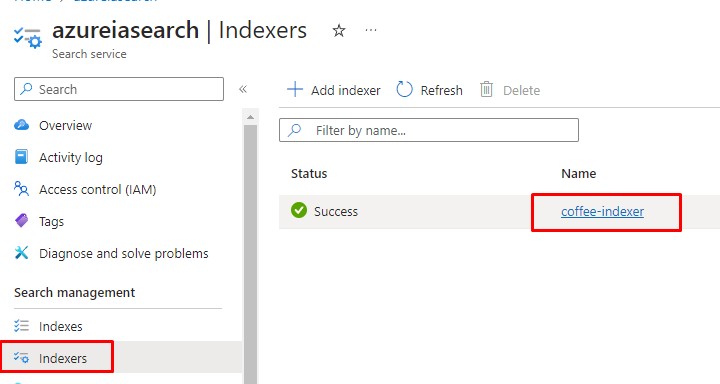 azureiasearch | Indexers
Search service
Search
Add indexer Refresh Delete
Filter by name...
Overview
Activity log
Access control (IAM)
Tags
Diagnose and solve problems
Search management
Indexes
Indexers
Status Name
Success coffee-indexer